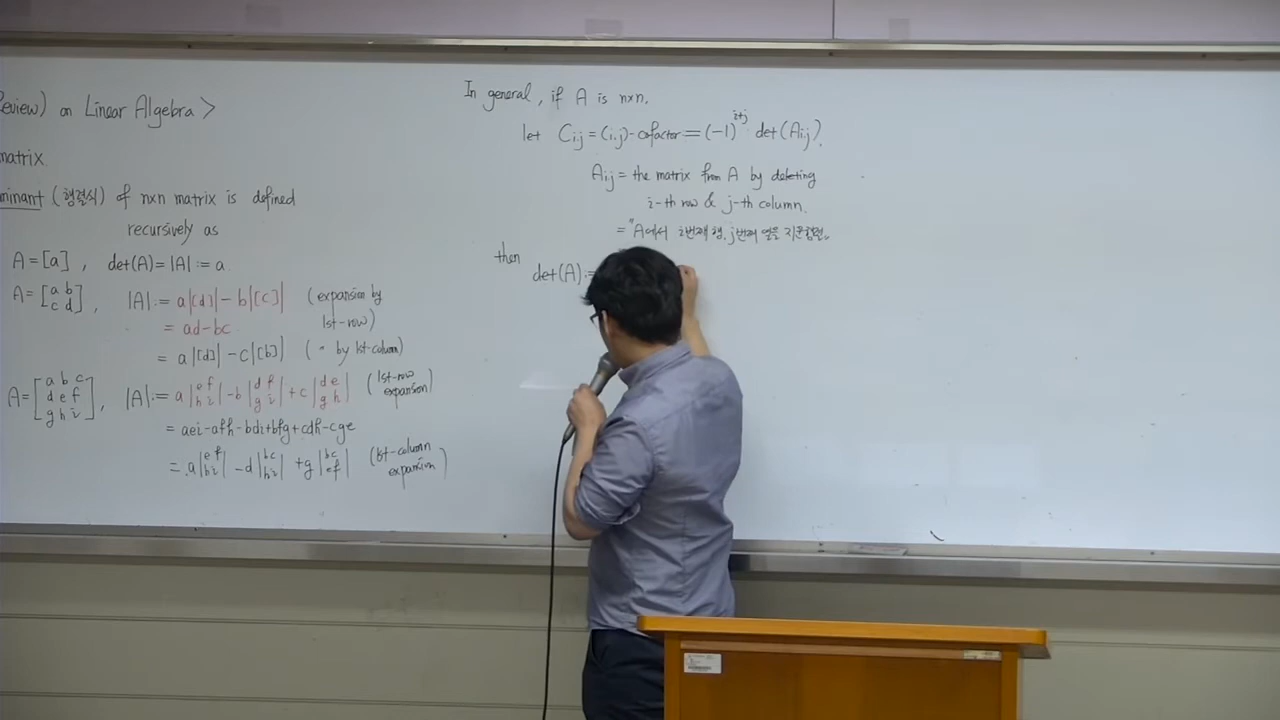 eview) on Linear Algebra >
matrix.
minant (행렬식) of n×n matrix is defined
recursively as
A = [a] , det(A) = |A| := a
A = [a b
c d] , |A| := a|[d]| - b|[c]| (expansion by
1st-row)
= ad-bc
= a|[d]| - c|[b]| ( " by 1st-column)
A = [a b c
d e f
g h i] , |A| := a|e f
h i| - b|d f
g i| + c|d e
g h| (1st-row
expansion)
= aei-afh-bdi+bfg+cdh-cge
= a|e f
h i| - d|b c
h i| + g|b c
e f| (1st-column
expansion)
In general, if A is n×n.
let Cij = (i,j)-cofactor = (-1)^i+j det(Aij).
Aij = the matrix from A by deleting
i-th row & j-th column.
= "A에서 i번째 행, j번째 열을 지운 행렬"
then
det(A) :=